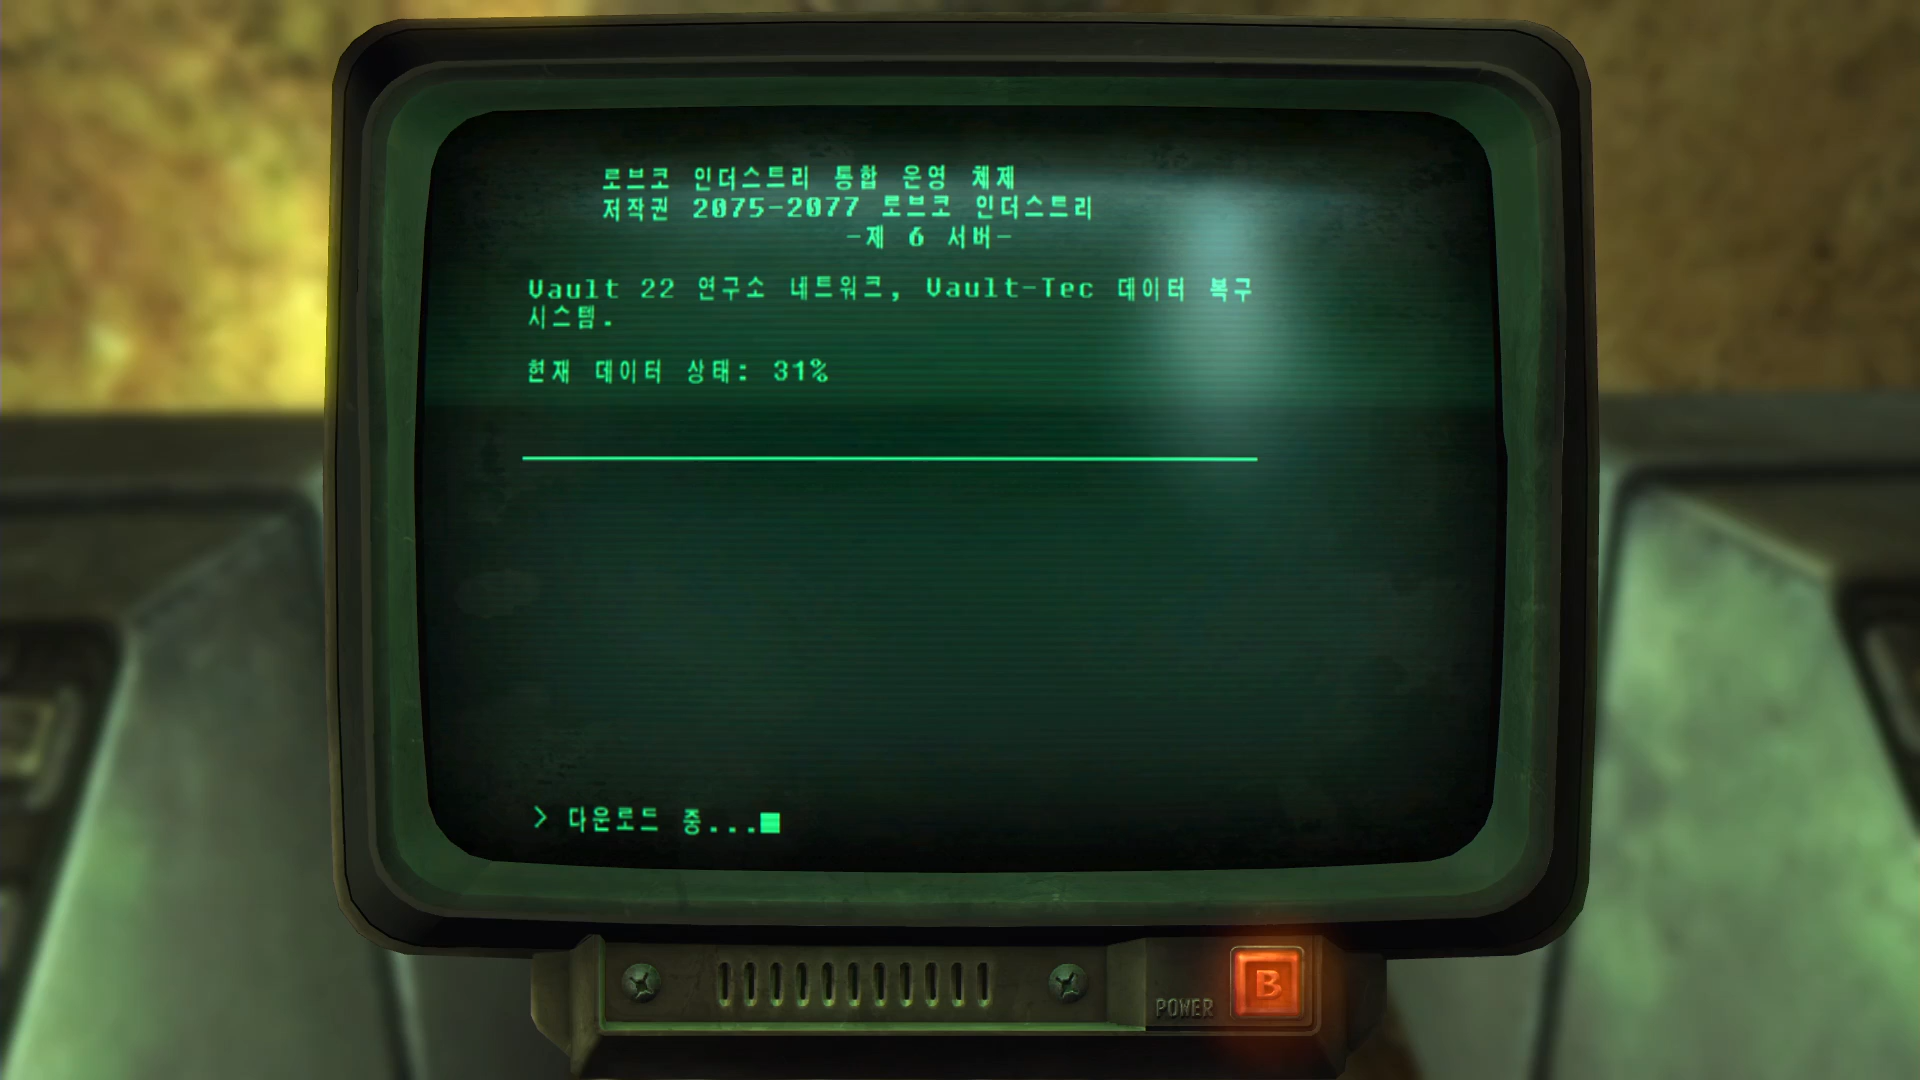 로브코 인더스트리 통합 운영 체제
저작권 2075-2077 로브코 인더스트리
-제 6 서버-
Vault 22 연구소 네트워크, Vault-Tec 데이터 복구
시스템.
현재 데이터 상태: 31%
> 다운로드 중...
POWER
B